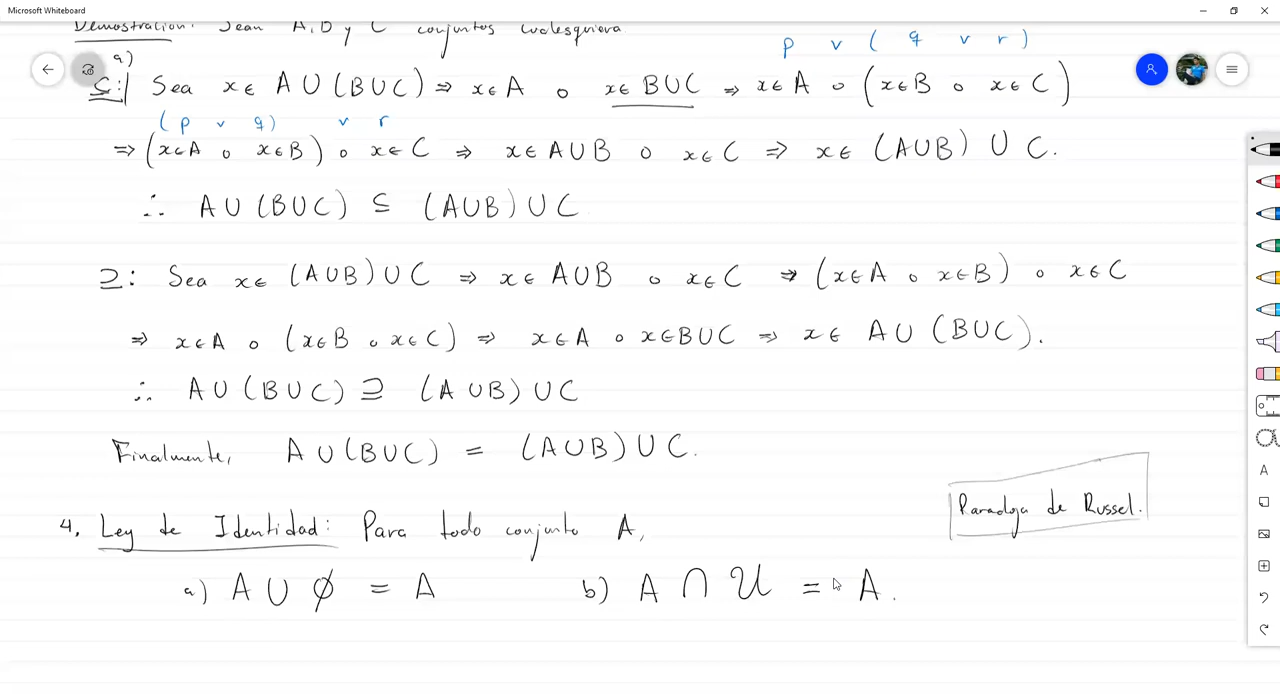 Microsoft Whiteboard
Demostración: Sean A, B y C conjuntos cualesquiera
p ∨ ( q ∨ r )
a)
⊆:| Sea x∈ A∪(B∪C) ⇒ x∈A o x∈B∪C ⇒ x∈A o (x∈B o x∈C)
(p ∨ q) ∨ r
⇒ (x∈A o x∈B) o x∈C ⇒ x∈A∪B o x∈C ⇒ x∈ (A∪B) ∪ C.
∴ A∪(B∪C) ⊆ (A∪B)∪C
⊇: Sea x∈ (A∪B)∪C ⇒ x∈A∪B o x∈C ⇒ (x∈A o x∈B) o x∈C
⇒ x∈A o (x∈B o x∈C) ⇒ x∈A o x∈B∪C ⇒ x∈ A∪(B∪C).
∴ A∪(B∪C) ⊇ (A∪B)∪C
Finalmente, A∪(B∪C) = (A∪B)∪C.
Paradoja de Russel.
4. Ley de Identidad: Para todo conjunto A,
a) A ∪ ∅ = A b) A ∩ U = A.
A